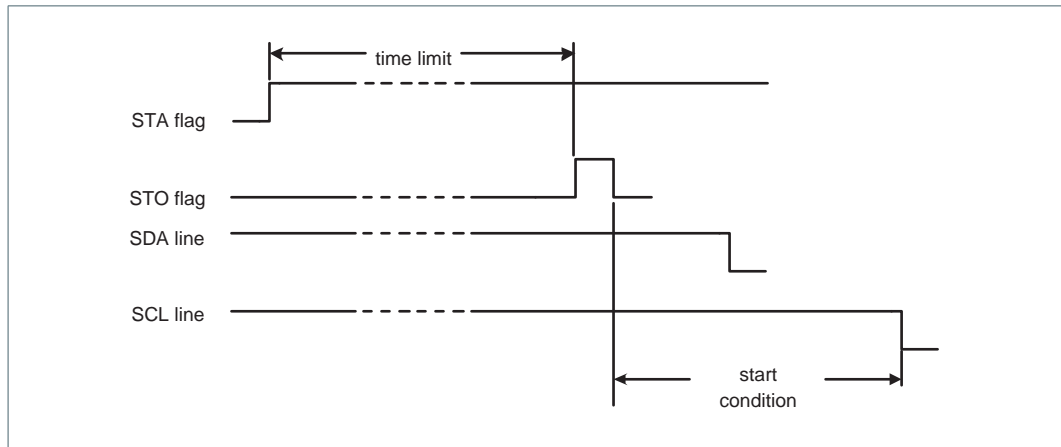 time limit
STA flag
STO flag
SDA line
SCL line
start
condition